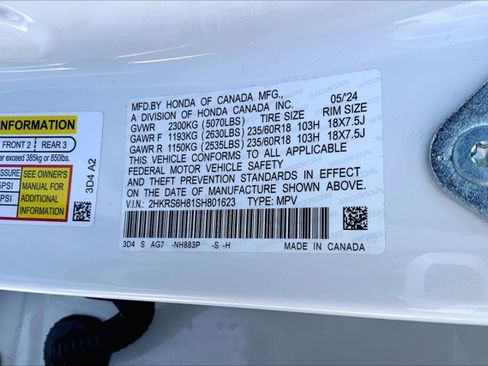 MFD.BY HONDA OF CANADA MFG., 05/'24
A DIVISION OF HONDA CANADA INC.
GVWR 2300KG (5070LBS) TIRE SIZE RIM SIZE
GAWR F 1193KG (2630LBS) 235/60R18 103H 18X7.5J
GAWR R 1150KG (2535LBS) 235/60R18 103H 18X7.5J
THIS VEHICLE CONFORMS TO ALL APPLICABLE
FEDERAL MOTOR VEHICLE SAFETY
AND THEFT PREVENTION STANDARDS IN EFFECT
ON THE DATE OF MANUFACTURE SHOWN ABOVE.
V.I.N.: 2HKRS6H81SH801623 TYPE: MPV
3D4 S AG7 -NH883P -S -H
MADE IN CANADA
FRONT 2 REAR 3
exceed 385kg or 850lbs.
SEE OWNER'S
MANUAL FOR
ADDITIONAL
INFORMATION
PSI
3D4 A2